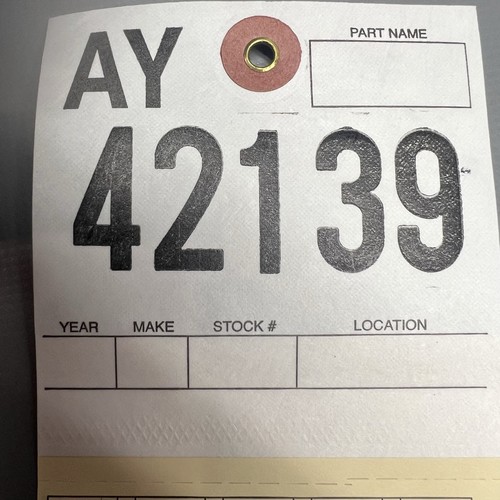 AY
PART NAME
42139
YEAR MAKE STOCK # LOCATION